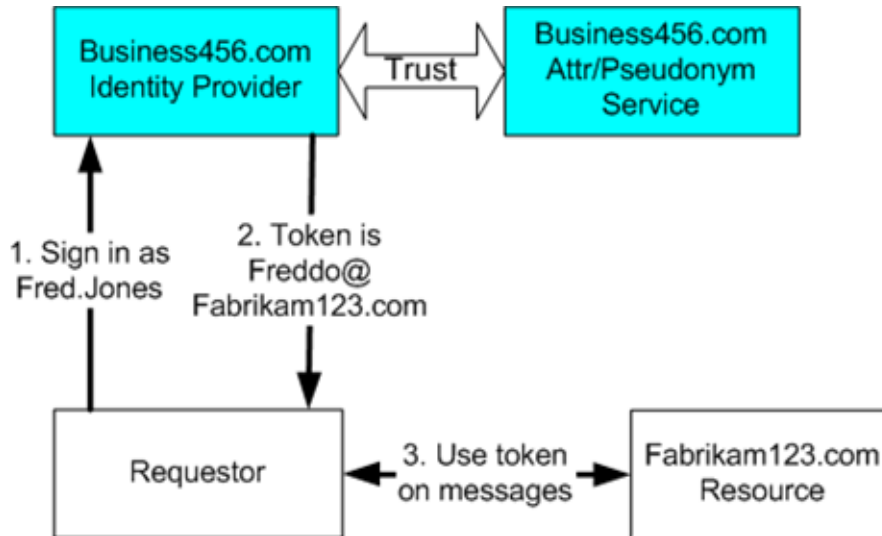 Business456.com
Identity Provider
Trust
Business456.com
Attr/Pseudonym
Service
1. Sign in as
Fred.Jones
2. Token is
Freddo@
Fabrikam123.com
Requestor
3. Use token
on messages
Fabrikam123.com
Resource